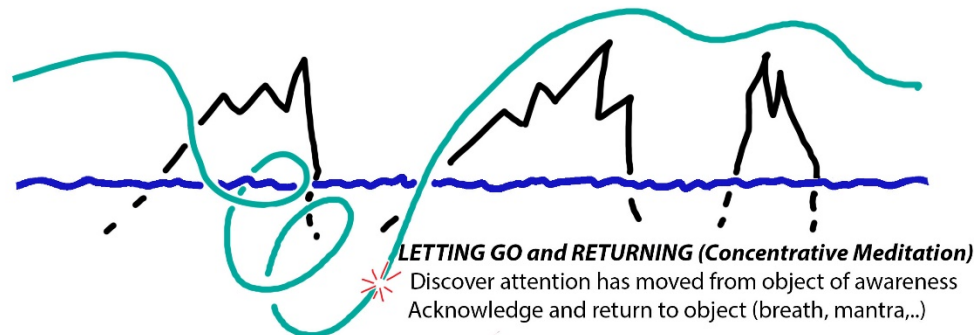 LETTING GO and RETURNING (Concentrative Meditation)
Discover attention has moved from object of awareness
Acknowledge and return to object (breath, mantra,..)